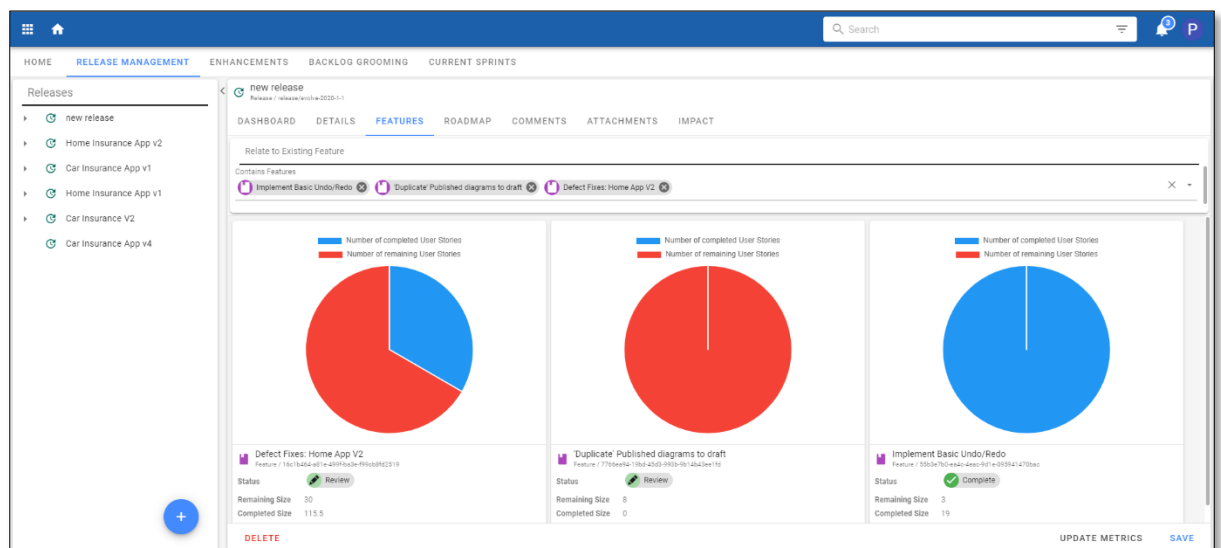 Search
3
P
HOME RELEASE MANAGEMENT ENHANCEMENTS BACKLOG GROOMING CURRENT SPRINTS
Releases
new release
Home Insurance App v2
Car Insurance App v1
Home Insurance App v1
Car Insurance V2
Car Insurance App v4
new release
Release / release/evolve-2020-1-1
DASHBOARD DETAILS FEATURES ROADMAP COMMENTS ATTACHMENTS IMPACT
Relate to Existing Feature
Contains Features
Implement Basic Undo/Redo 'Duplicate' Published diagrams to draft Defect Fixes: Home App V2
Number of completed User Stories
Number of remaining User Stories
Defect Fixes: Home App V2
Feature /
Status Review
Remaining Size 30
Completed Size 115.5
Number of completed User Stories
Number of remaining User Stories
'Duplicate' Published diagrams to draft
Feature /
Status Review
Remaining Size 8
Completed Size 0
Number of completed User Stories
Number of remaining User Stories
Implement Basic Undo/Redo
Feature /
Status Complete
Remaining Size 3
Completed Size 19
+
DELETE UPDATE METRICS SAVE